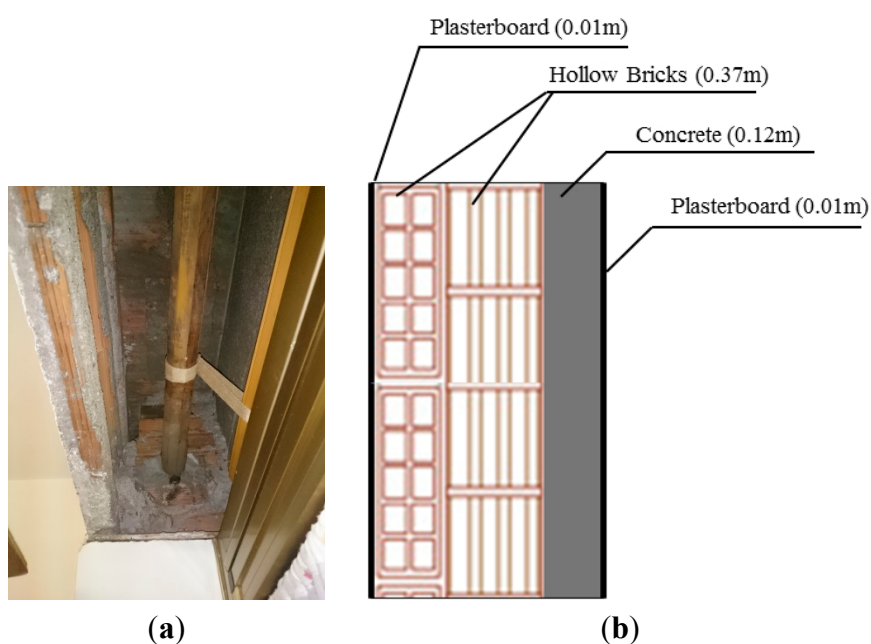 Plasterboard (0.01m)
Hollow Bricks (0.37m)
Concrete (0.12m)
Plasterboard (0.01m)
(a)
(b)